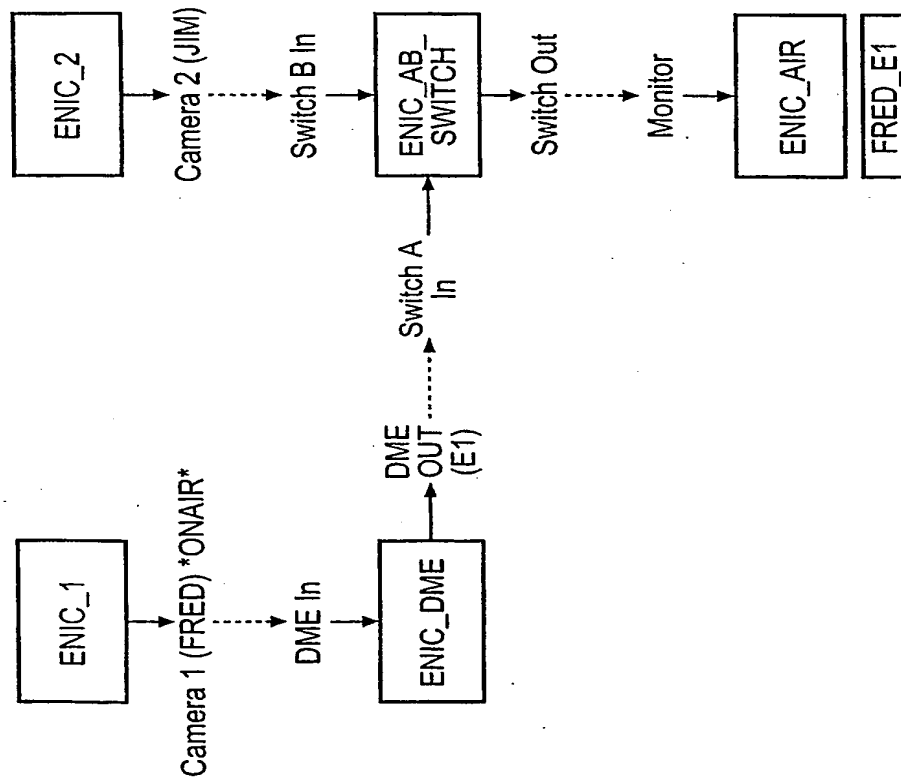 ENIC_1
Camera 1 (FRED) *ONAIR*
DME In
ENIC_DME
DME
OUT
(E1)
Switch A
In
ENIC_2
Camera 2 (JIM)
Switch B In
ENIC_AB_
SWITCH
Switch Out
Monitor
ENIC_AIR
FRED_E1